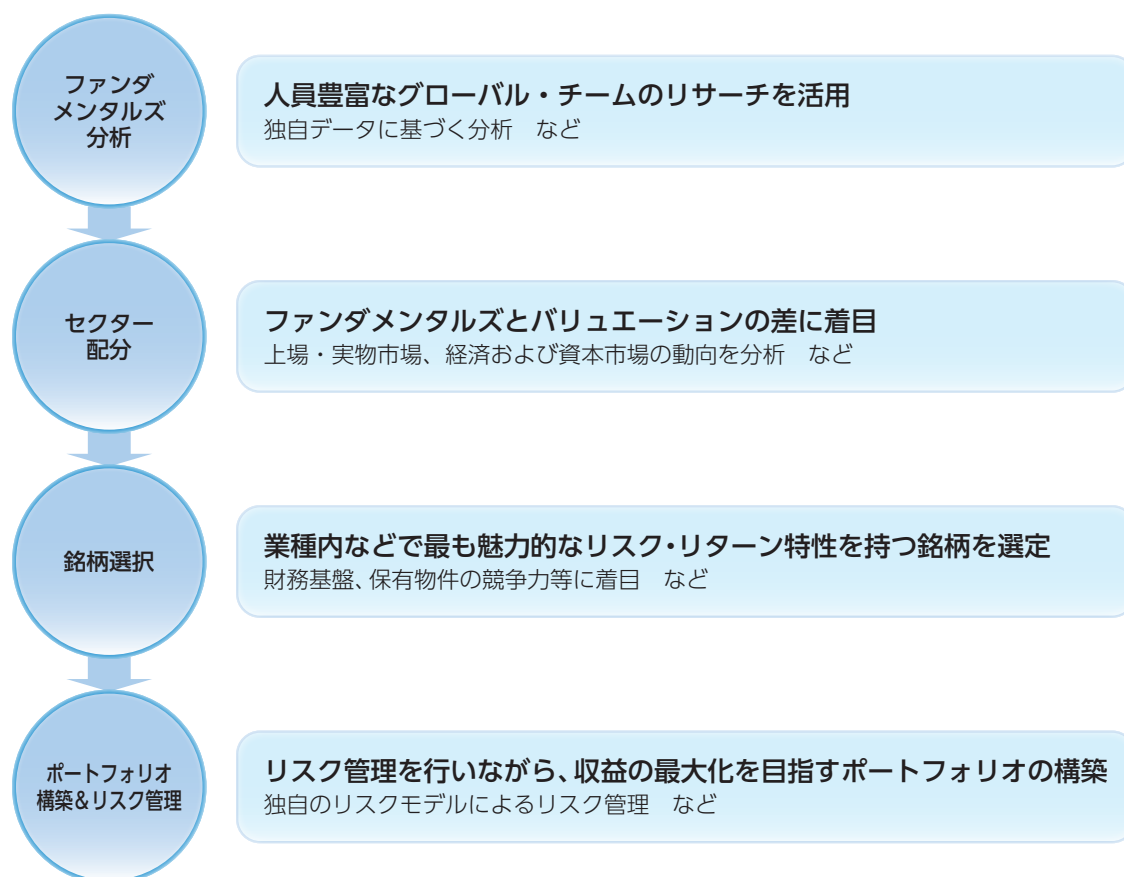 ファンダ
メンタルズ
分析
人員豊富なグローバル・チームのリサーチを活用
独自データに基づく分析　など
セクター
配分
ファンダメンタルズとバリュエーションの差に着目
上場・実物市場、経済および資本市場の動向を分析　など
銘柄選択
業種内などで最も魅力的なリスク・リターン特性を持つ銘柄を選定
財務基盤、保有物件の競争力等に着目　など
ポートフォリオ
構築&リスク管理
リスク管理を行いながら、収益の最大化を目指すポートフォリオの構築
独自のリスクモデルによるリスク管理　など